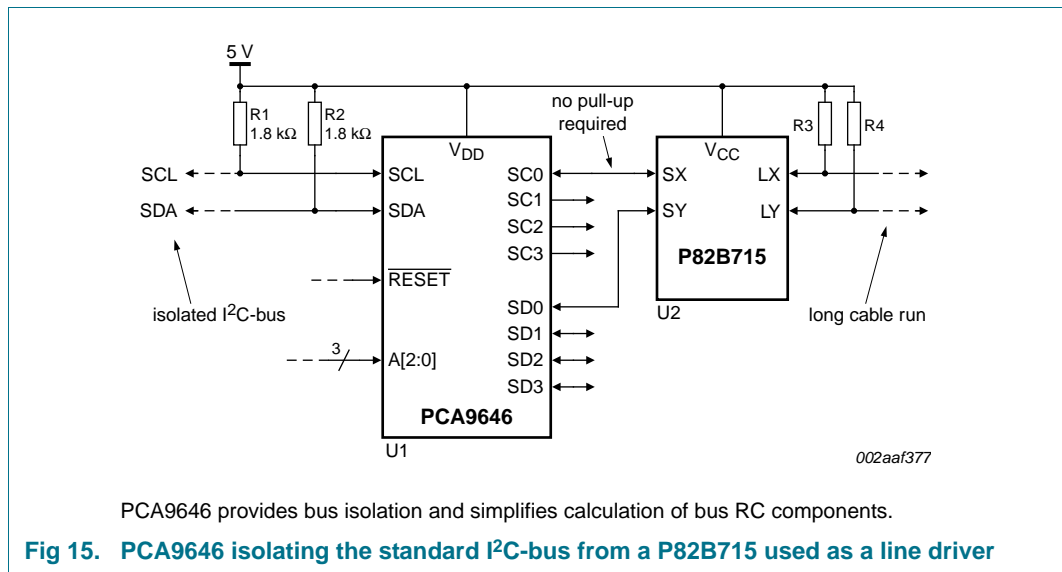 5 V
R1
1.8 kΩ
R2
1.8 kΩ
no pull-up
required
R3
R4
VDD
VCC
SCL
SCL
SC0
SX
LX
SDA
SDA
SC1
SY
LY
SC2
SC3
P82B715
RESET
isolated I2C-bus
SD0
U2
long cable run
SD1
3
A[2:0]
SD2
SD3
PCA9646
U1
002aaf377
PCA9646 provides bus isolation and simplifies calculation of bus RC components.
Fig 15. PCA9646 isolating the standard I2C-bus from a P82B715 used as a line driver